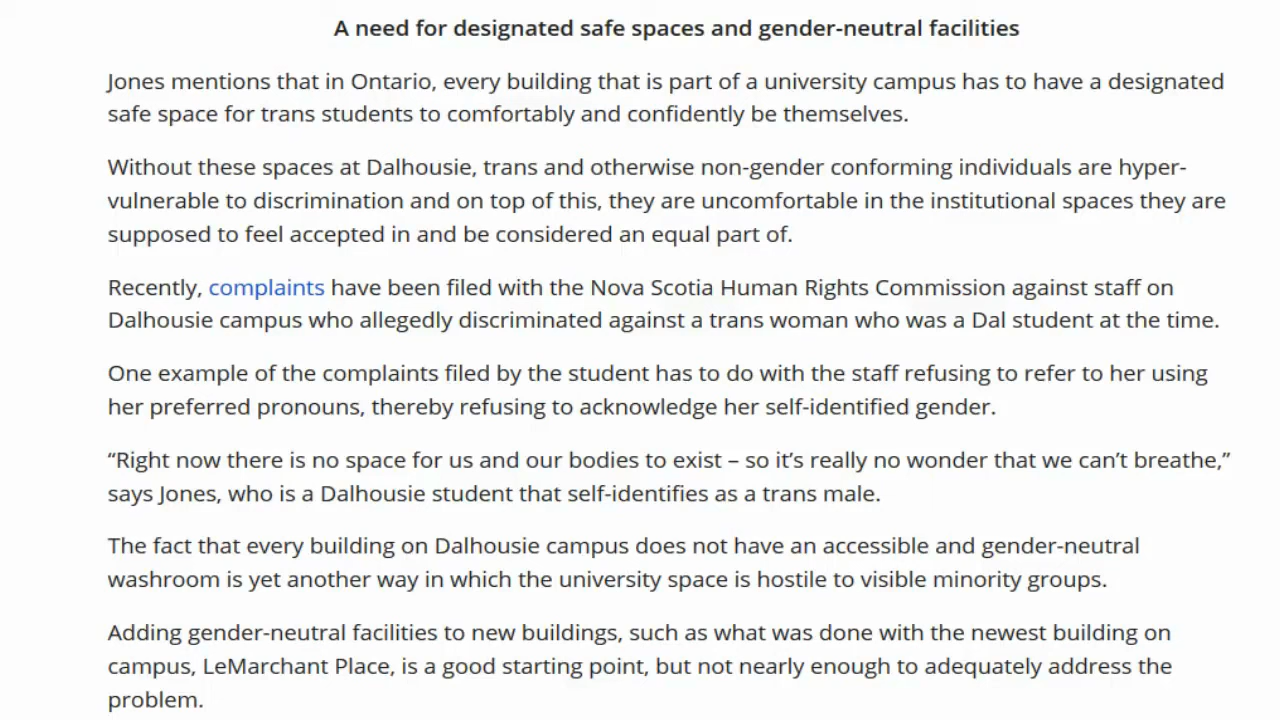 A need for designated safe spaces and gender-neutral facilities
Jones mentions that in Ontario, every building that is part of a university campus has to have a designated
safe space for trans students to comfortably and confidently be themselves.
Without these spaces at Dalhousie, trans and otherwise non-gender conforming individuals are hyper-
vulnerable to discrimination and on top of this, they are uncomfortable in the institutional spaces they are
supposed to feel accepted in and be considered an equal part of.
Recently, complaints have been filed with the Nova Scotia Human Rights Commission against staff on
Dalhousie campus who allegedly discriminated against a trans woman who was a Dal student at the time.
One example of the complaints filed by the student has to do with the staff refusing to refer to her using
her preferred pronouns, thereby refusing to acknowledge her self-identified gender.
“Right now there is no space for us and our bodies to exist – so it’s really no wonder that we can’t breathe,”
says Jones, who is a Dalhousie student that self-identifies as a trans male.
The fact that every building on Dalhousie campus does not have an accessible and gender-neutral
washroom is yet another way in which the university space is hostile to visible minority groups.
Adding gender-neutral facilities to new buildings, such as what was done with the newest building on
campus, LeMarchant Place, is a good starting point, but not nearly enough to adequately address the
problem.